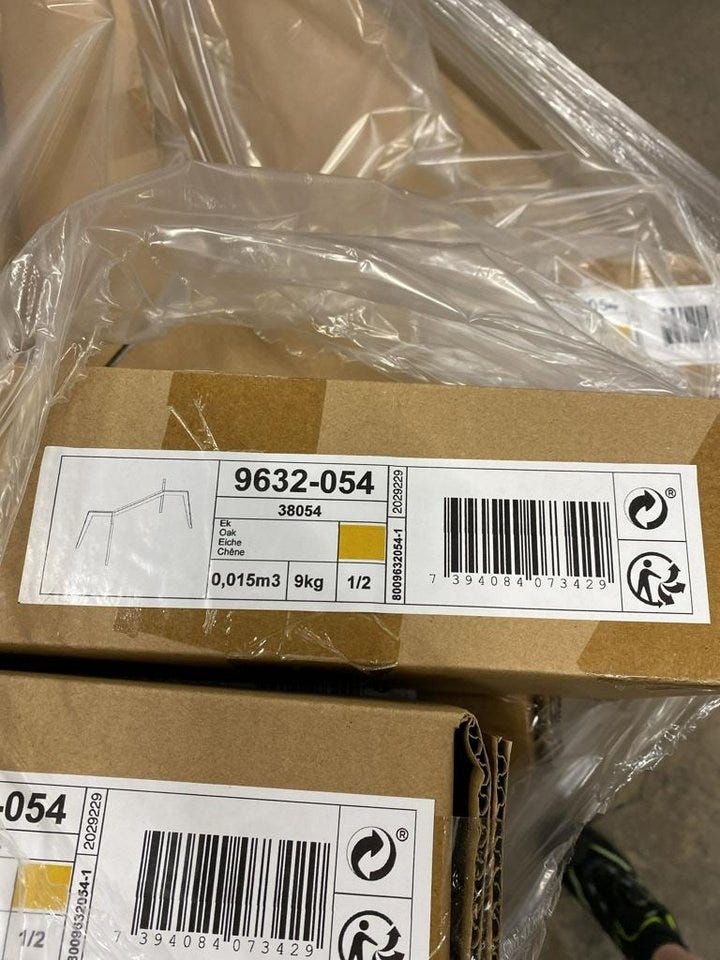 9632-054
38054
Ek
Oak
Eiche
Chêne
0,015m3 9kg 1/2
8009632054-1 2029229
7 394084 073429
®
-054
1/2
8009632054-1 2029229
7 394084 073429
®